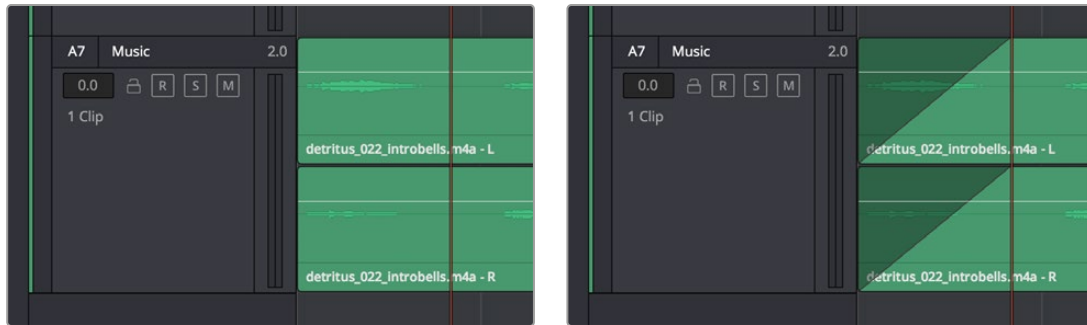 A7 Music 2.0
0.0 R S M
1 Clip
detritus_022_introbells.m4a - L
detritus_022_introbells.m4a - R
A7 Music 2.0
0.0 R S M
1 Clip
detritus_022_introbells.m4a - L
detritus_022_introbells.m4a - R